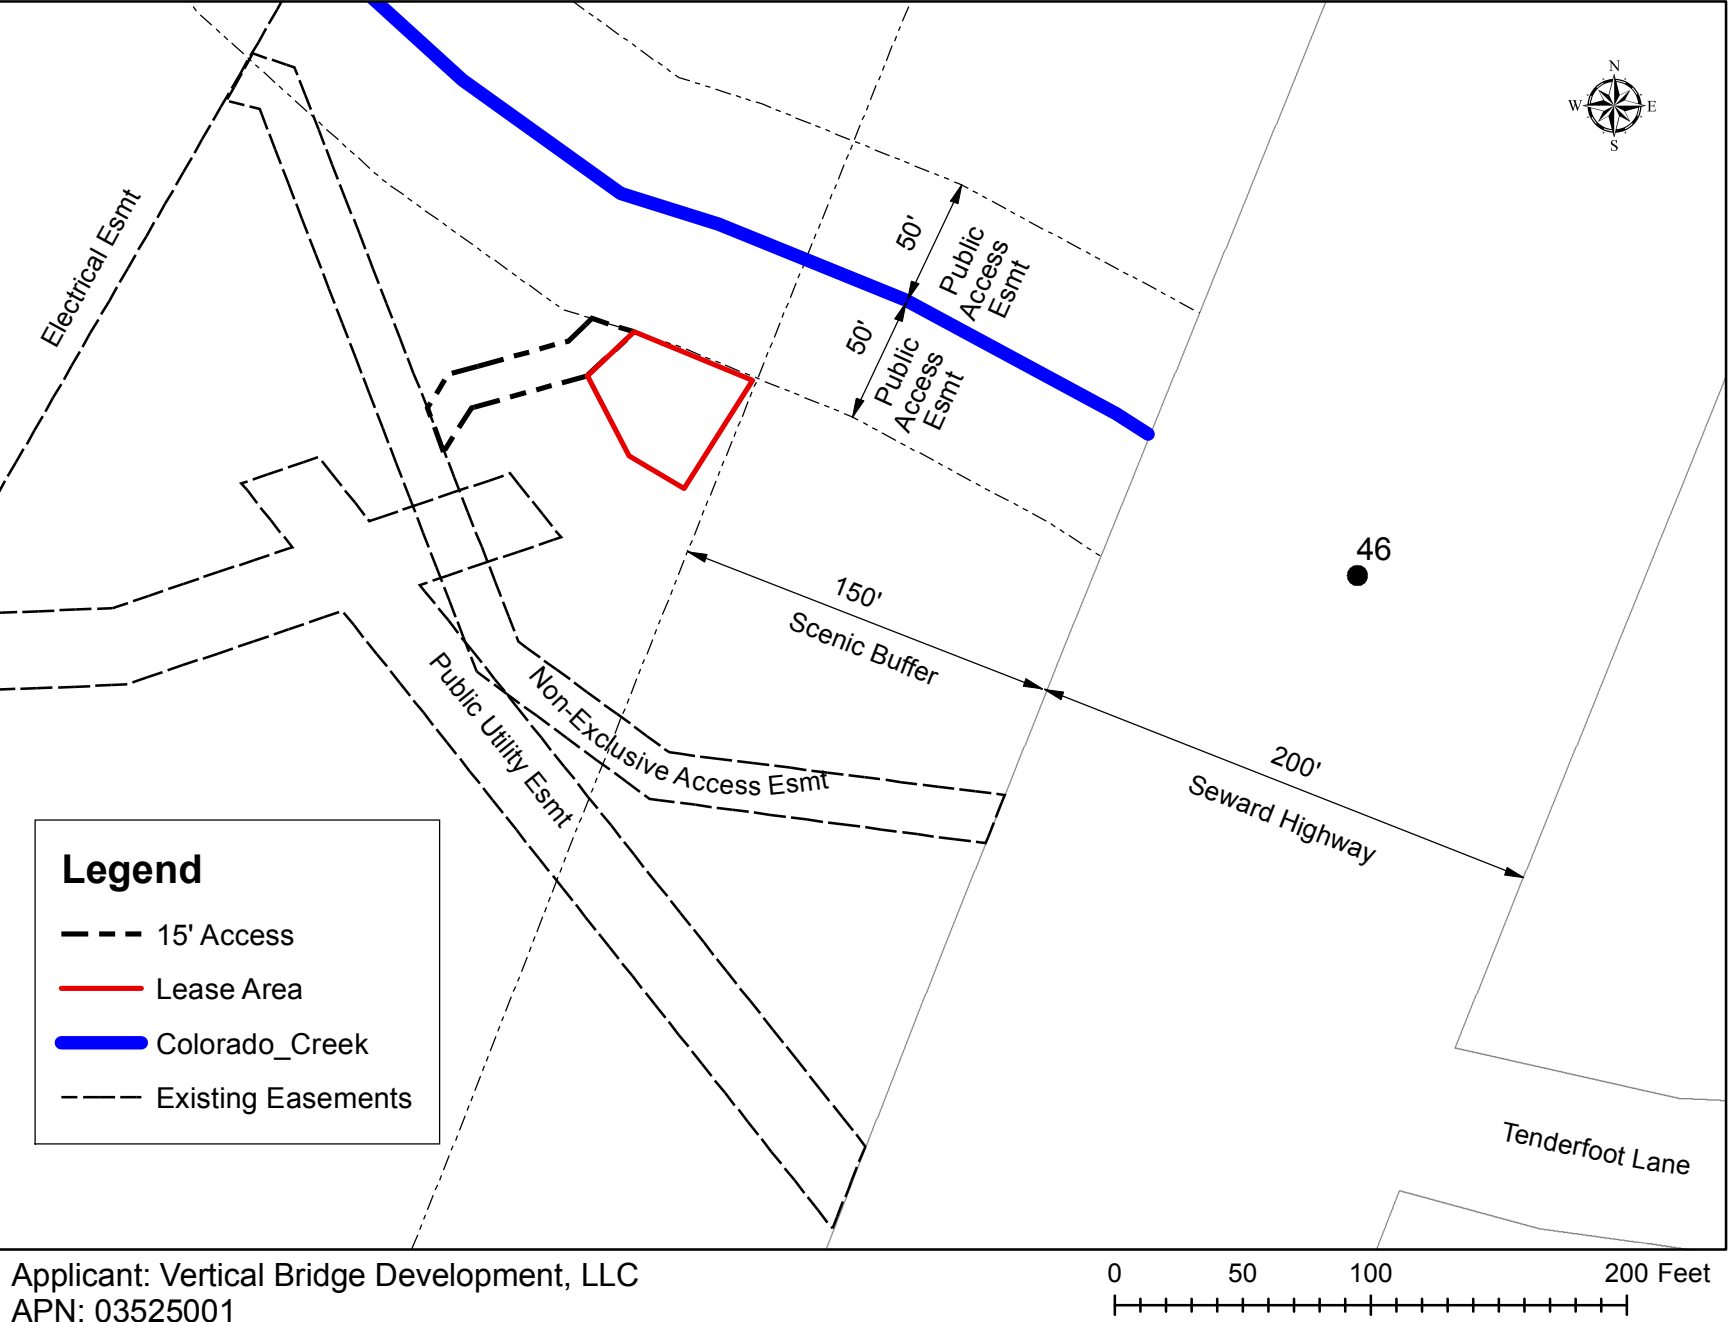 N
W E
S
Electrical Esmt
50'
Public
Access
Esmt
50'
Public
Access
Esmt
46
150'
Scenic Buffer
200'
Seward Highway
Non-Exclusive Access Esmt
Public Utility Esmt
Tenderfoot Lane
Legend
15' Access
Lease Area
Colorado_Creek
Existing Easements
Applicant: Vertical Bridge Development, LLC
APN: 03525001
0 50 100 200 Feet